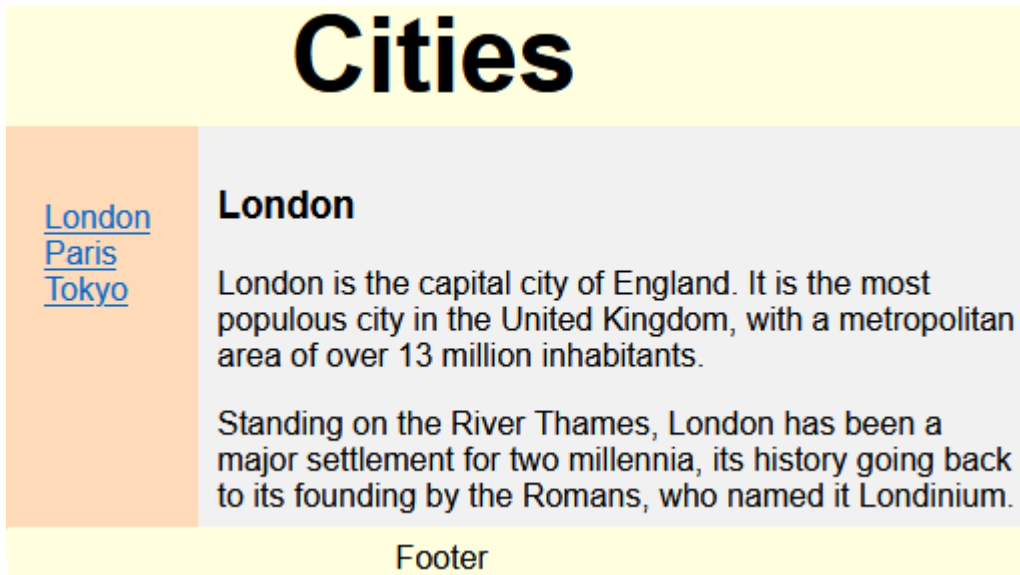 Cities
London
Paris
Tokyo
London
London is the capital city of England. It is the most
populous city in the United Kingdom, with a metropolitan
area of over 13 million inhabitants.
Standing on the River Thames, London has been a
major settlement for two millennia, its history going back
to its founding by the Romans, who named it Londinium.
Footer